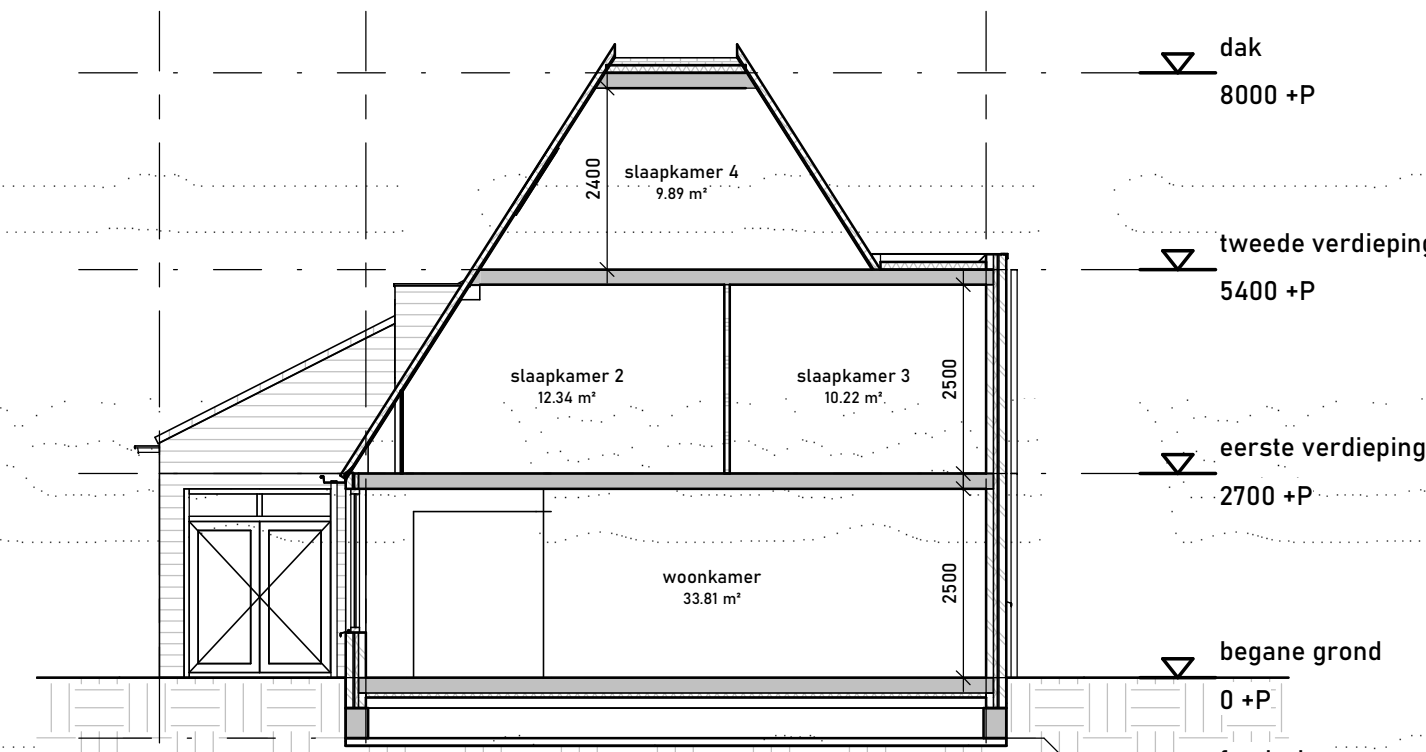 dak
8000 +P
2400
slaapkamer 4
9.89 m²
tweede verdieping
5400 +P
slaapkamer 2
12.34 m²
slaapkamer 3
10.22 m²
2500
eerste verdieping
2700 +P
woonkamer
33.81 m²
2500
begane grond
0 +P